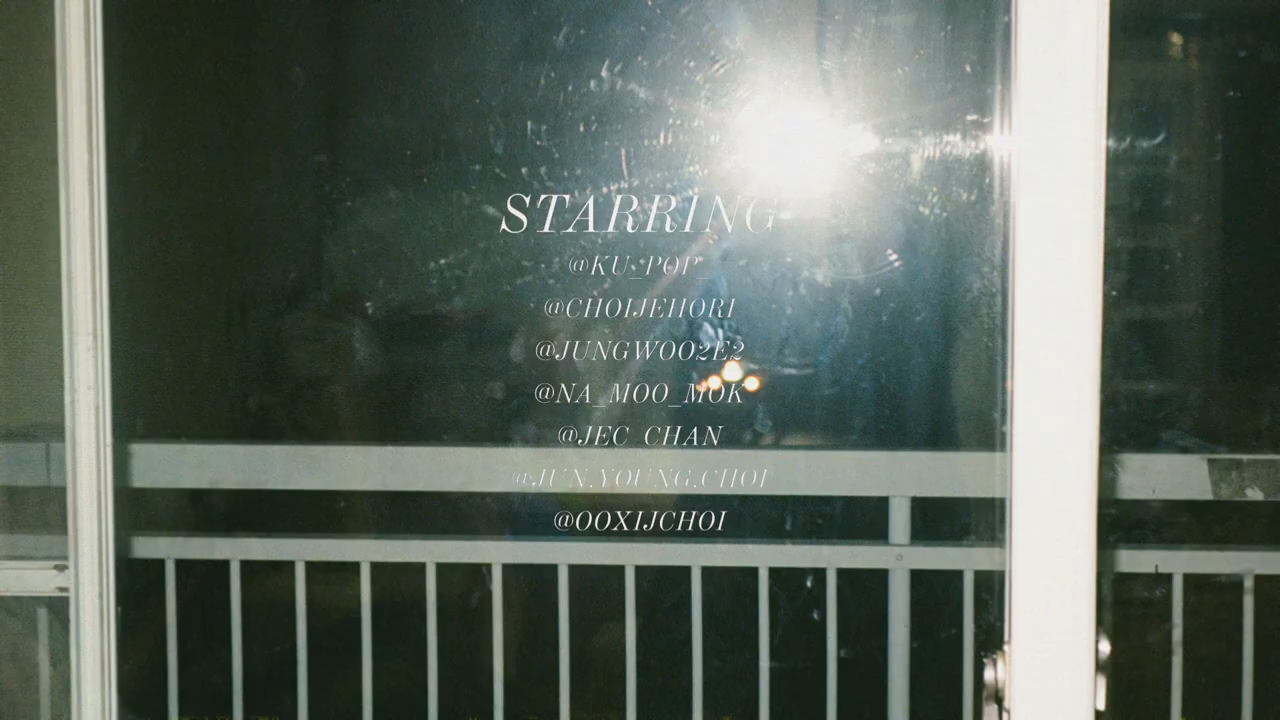 STARRING
@KU_POP_
@CHOIJEHORI
@JUNGWOO2E2
@NA_MOO_MOK
@JEC_CHAN
@JUN.YOUNG.CHOI
@OOXIJCHOI